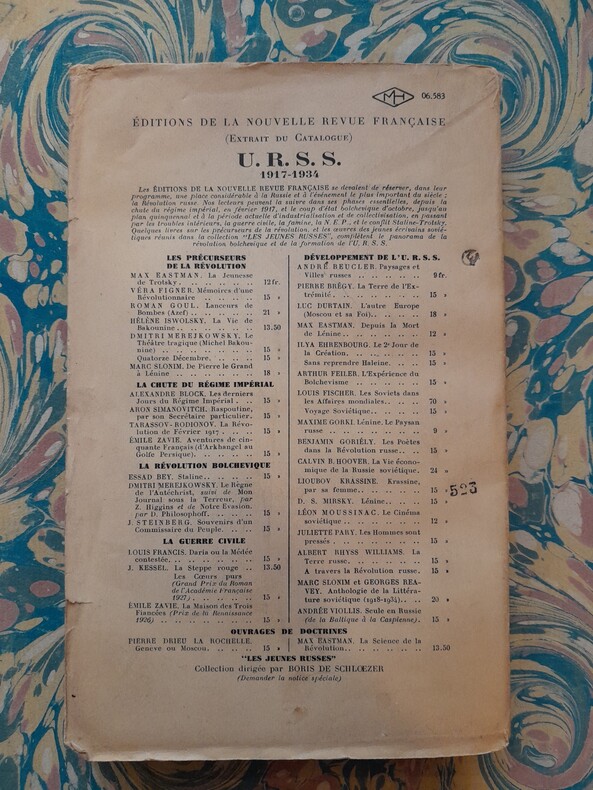 MH 06.583
ÉDITIONS DE LA NOUVELLE REVUE FRANÇAISE
(EXTRAIT DU CATALOGUE)
U. R. S. S.
1917-1934
Les ÉDITIONS DE LA NOUVELLE REVUE FRANÇAISE se devaient de réserver, dans leur
programme, une place considérable à la Russie et à l'événement le plus important du siècle :
la Révolution russe. Nos lecteurs peuvent la suivre dans ses phases essentielles, depuis la
chute du régime impérial, en février 1917, et le coup d'état bolchevique d'octobre, jusqu'au
plan quinquennal et à la période actuelle d'industrialisation et de collectivisation, en passant
par les troubles intérieurs, la guerre civile, la famine, la N. E. P., et le conflit Staline-Trotsky.
Quelques livres sur les précurseurs de la révolution, et les œuvres des jeunes écrivains sovié-
tiques réunis dans la collection "LES JEUNES RUSSES", complètent le panorama de la
révolution bolchevique et de la formation de l'U. R. S. S.
LES PRÉCURSEURS
DE LA RÉVOLUTION
MAX EASTMAN. La Jeunesse
de Trotsky. . . . . . . . 12 fr.
VÉRA FIGNER. Mémoires d'une
Révolutionnaire . . . . . . 15 »
ROMAN GOUL. Lanceurs de
Bombes (Azef) . . . . . . 21 »
HÉLÈNE ISWOLSKY. La Vie de
Bakounine . . . . . . . . 13.50
DMITRI MEREJKOWSKY. Le
Théâtre tragique (Michel Bakou-
nine) . . . . . . . . . . 15 »
Quatorze Décembre. . . . . 15 »
MARC SLONIM. De Pierre le Grand
à Lénine . . . . . . . . 18 »
LA CHUTE DU RÉGIME IMPÉRIAL
ALEXANDRE BLOCK. Les derniers
Jours du Régime Impérial . . 15 »
ARON SIMANOVITCH. Raspoutine,
par son Secrétaire particulier. 15 »
TARASSOV-RODIONOV. La Révo-
lution de Février 1917 . . . . 15 »
ÉMILE ZAVIE. Aventures de cin-
quante Français (d'Arkhangel au
Golfe Persique). . . . . . . 15 »
LA RÉVOLUTION BOLCHEVIQUE
ESSAD BEY. Staline. . . . . . 15 »
DMITRI MEREJKOWSKY. Le Règne
de l'Antéchrist, suivi de Mon
Journal sous la Terreur, par
Z. Hippius et de Notre Evasion,
par D. Philosophoff. . . . . 15 »
J. STEINBERG. Souvenirs d'un
Commissaire du Peuple. . . . 15 »
LA GUERRE CIVILE
LOUIS FRANCIS. Daria ou la Médée
contestée. . . . . . . . . 15 »
J. KESSEL. La Steppe rouge . . 13.50
Les Cœurs purs
(Grand Prix du Roman
de l'Académie Française
1927) . . . . . . . . 15 »
ÉMILE ZAVIE. La Maison des Trois
Fiancées (Prix de la Renaissance
1926) . . . . . . . . . . 15 »
DÉVELOPPEMENT DE L'U. R. S. S.
ANDRÉ BEUCLER. Paysages et
Villes russes . . . . . . . 9 fr.
PIERRE BRÉGY. La Terre de l'Ex-
trémité . . . . . . . . . 15 »
LUC DURTAIN. L'autre Europe
(Moscou et sa Foi). . . . . 18 »
MAX EASTMAN. Depuis la Mort
de Lénine . . . . . . . . 12 »
ILYA EHRENBOURG. Le 2e Jour de
la Création. . . . . . . . 15 »
Sans reprendre Haleine. . . . 15 »
ARTHUR FEILER. L'Expérience du
Bolchevisme . . . . . . . 15 »
LOUIS FISCHER. Les Soviets dans
les Affaires mondiales. . . . 70 »
Voyage Soviétique. . . . . . 15 »
MAXIME GORKI. Lénine. Le Paysan
russe . . . . . . . . . . 9 »
BENJAMIN GORIÉLY. Les Poètes
dans la Révolution russe. . . 15 »
CALVIN B. HOOVER. La Vie écono-
mique de la Russie soviétique. 24 »
LIOUBOV KRASSINE. Krassine,
par sa femme . . . . . . . 15 »
523
D. S. MIRSKY. Lénine . . . . . 15 »
LÉON MOUSSINAC. Le Cinéma
soviétique . . . . . . . . 12 »
JULIETTE PARY. Les Hommes sont
pressés . . . . . . . . . 15 »
ALBERT RHYSS WILLIAMS. La
Terre russe. . . . . . . . 15 »
A travers la Révolution russe. 15 »
MARC SLONIM et GEORGES REA-
VEY. Anthologie de la Littéra-
ture soviétique (1918-1934). . 20 »
ANDRÉE VIOLLIS. Seule en Russie
(de la Baltique à la Caspienne). 15 »
OUVRAGES DE DOCTRINES
PIERRE DRIEU LA ROCHELLE.
Genève ou Moscou. . . . . . 15 »
MAX EASTMAN. La Science de la
Révolution. . . . . . . . 13.50
"LES JEUNES RUSSES"
Collection dirigée par BORIS DE SCHLŒZER
(Demander la notice spéciale)